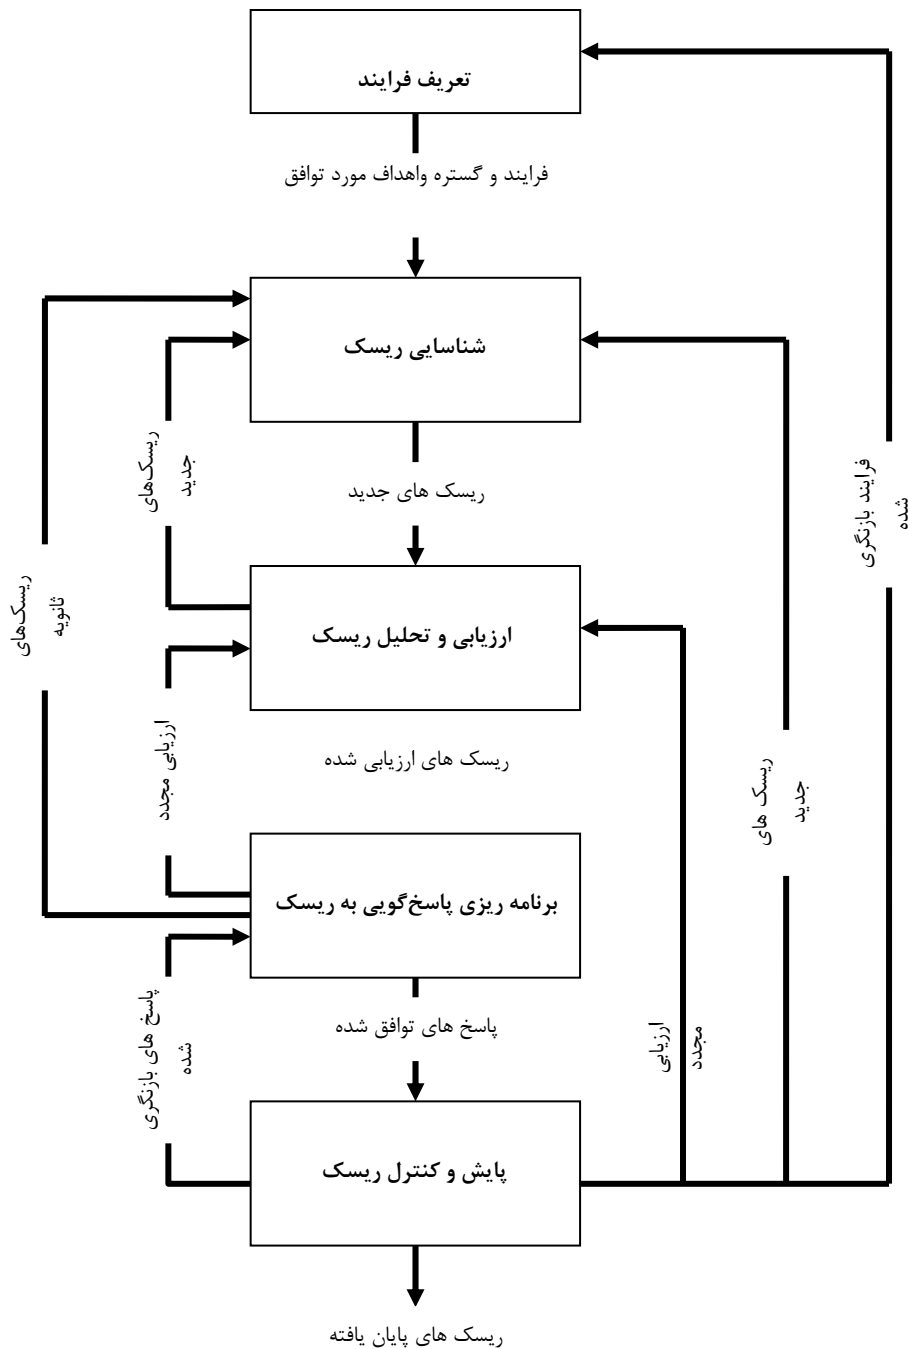 تعریف فرایند
فرایند و گستره واهداف مورد توافق
شناسایی ریسک
ریسک های جدید
ارزیابی و تحلیل ریسک
ریسک های ارزیابی شده
برنامه ریزی پاسخ‌گویی به ریسک
پاسخ های توافق شده
پایش و کنترل ریسک
ریسک های پایان یافته
ریسک‌های
ثانویه
ریسک‌های
جدید
ارزیابی مجدد
پاسخ های بازنگری
شده
ارزیابی
مجدد
ریسک های
جدید
فرایند بازنگری
شده